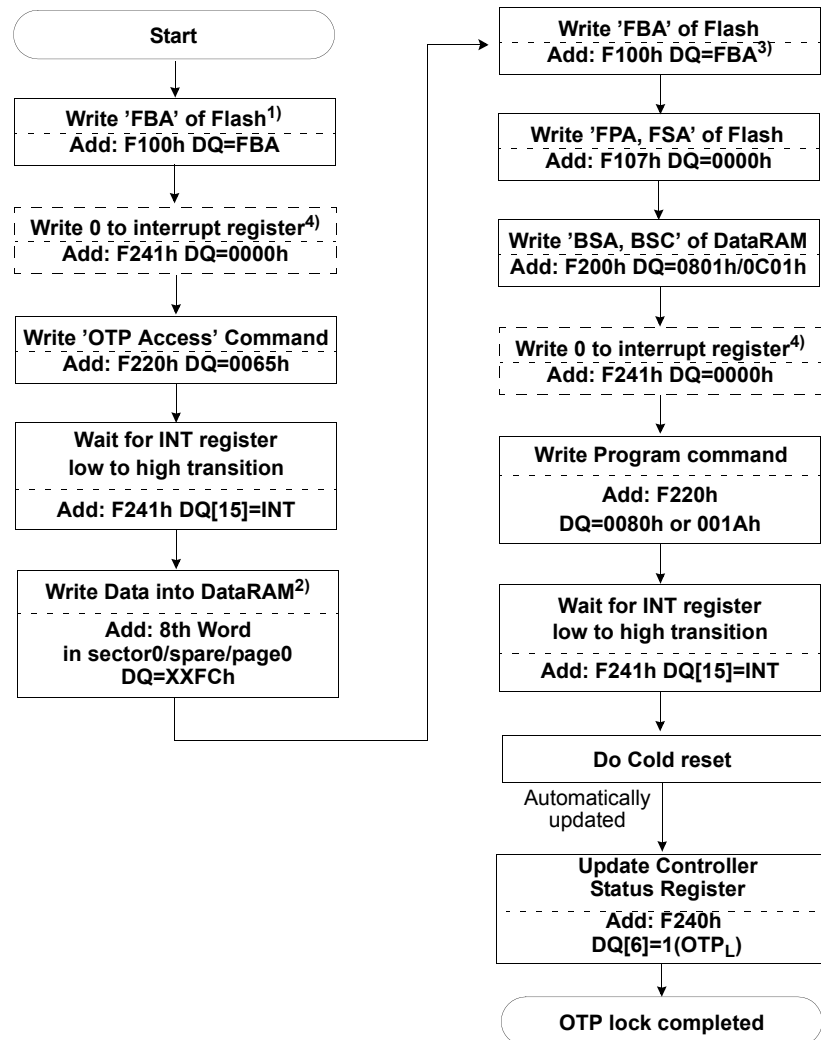 Start
Write 'FBA' of Flash1)
Add: F100h DQ=FBA
Write 0 to interrupt register4)
Add: F241h DQ=0000h
Write 'OTP Access' Command
Add: F220h DQ=0065h
Wait for INT register
low to high transition
Add: F241h DQ[15]=INT
Write Data into DataRAM2)
Add: 8th Word
in sector0/spare/page0
DQ=XXFCh
Write 'FBA' of Flash
Add: F100h DQ=FBA3)
Write 'FPA, FSA' of Flash
Add: F107h DQ=0000h
Write 'BSA, BSC' of DataRAM
Add: F200h DQ=0801h/0C01h
Write 0 to interrupt register4)
Add: F241h DQ=0000h
Write Program command
Add: F220h
DQ=0080h or 001Ah
Wait for INT register
low to high transition
Add: F241h DQ[15]=INT
Do Cold reset
Automatically
updated
Update Controller
Status Register
Add: F240h
DQ[6]=1(OTPL)
OTP lock completed